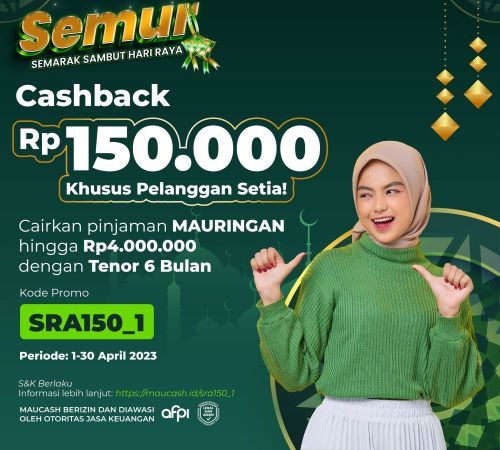 Semur
SEMARAK SAMBUT HARI RAYA
Cashback
Rp150.000
Khusus Pelanggan Setia!
Cairkan pinjaman MAURINGAN
hingga Rp4.000.000
dengan Tenor 6 Bulan
Kode Promo
SRA150_1
Periode: 1-30 April 2023
S&K Berlaku
Informasi lebih lanjut: https://maucash.id/sra150_1
MAUCASH BERIZIN DAN DIAWASI
OLEH OTORITAS JASA KEUANGAN
afpi